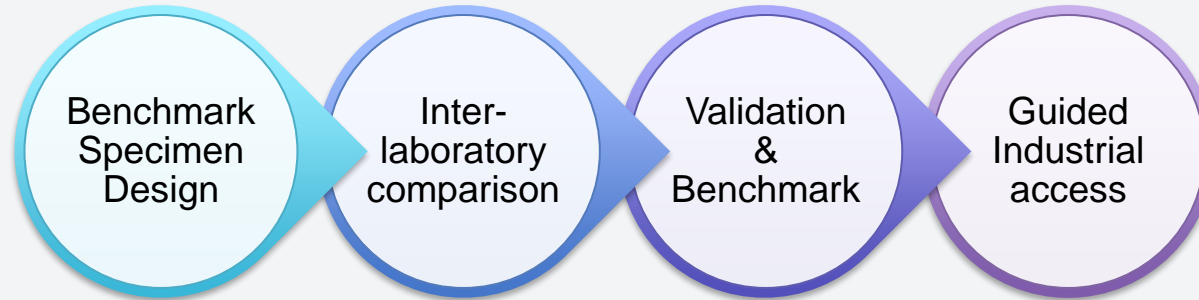 Benchmark
Specimen
Design
Inter-
laboratory
comparison
Validation
&
Benchmark
Guided
Industrial
access